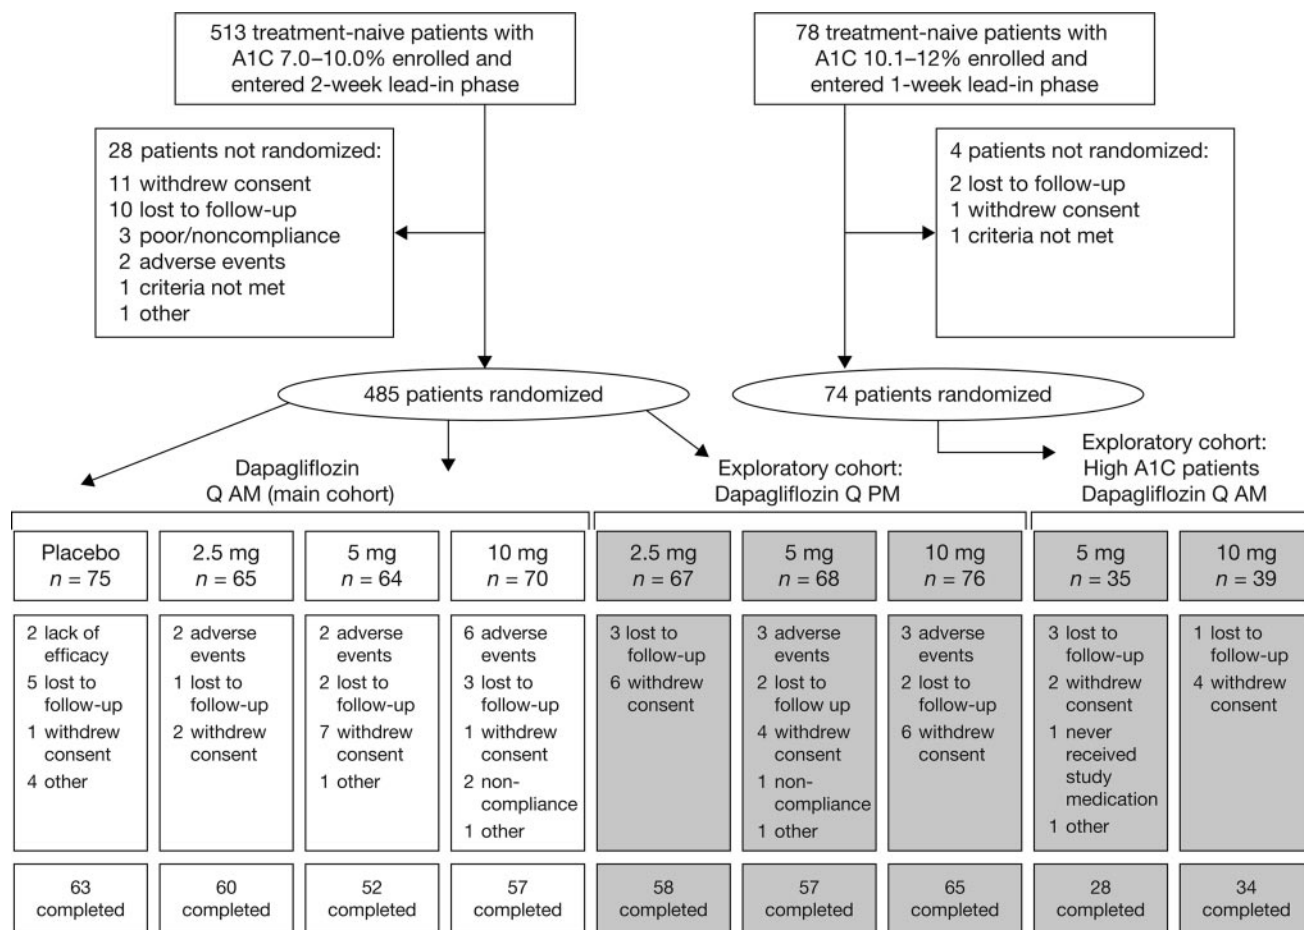 513 treatment-naive patients with
A1C 7.0–10.0% enrolled and
entered 2-week lead-in phase
78 treatment-naive patients with
A1C 10.1–12% enrolled and
entered 1-week lead-in phase
28 patients not randomized:
11 withdrew consent
10 lost to follow-up
3 poor/noncompliance
2 adverse events
1 criteria not met
1 other
4 patients not randomized:
2 lost to follow-up
1 withdrew consent
1 criteria not met
485 patients randomized
74 patients randomized
Dapagliflozin
Q AM (main cohort)
Exploratory cohort:
Dapagliflozin Q PM
Exploratory cohort:
High A1C patients
Dapagliflozin Q AM
Placebo
n = 75
2.5 mg
n = 65
5 mg
n = 64
10 mg
n = 70
2.5 mg
n = 67
5 mg
n = 68
10 mg
n = 76
5 mg
n = 35
10 mg
n = 39
2 lack of
efficacy
5 lost to
follow-up
1 withdrew
consent
4 other
2 adverse
events
1 lost to
follow-up
2 withdrew
consent
2 adverse
events
2 lost to
follow-up
7 withdrew
consent
1 other
6 adverse
events
3 lost to
follow-up
1 withdrew
consent
2 non-
compliance
1 other
3 lost to
follow-up
6 withdrew
consent
3 adverse
events
2 lost to
follow up
4 withdrew
consent
1 non-
compliance
1 other
3 adverse
events
2 lost to
follow-up
6 withdrew
consent
3 lost to
follow-up
2 withdrew
consent
1 never
received
study
medication
1 other
1 lost to
follow-up
4 withdrew
consent
63
completed
60
completed
52
completed
57
completed
58
completed
57
completed
65
completed
28
completed
34
completed